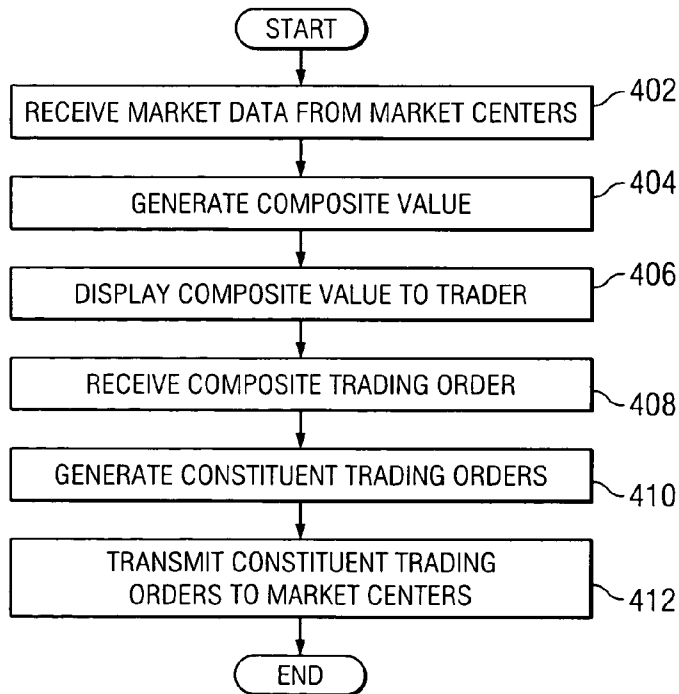 START
RECEIVE MARKET DATA FROM MARKET CENTERS
402
GENERATE COMPOSITE VALUE
404
DISPLAY COMPOSITE VALUE TO TRADER
406
RECEIVE COMPOSITE TRADING ORDER
408
GENERATE CONSTITUENT TRADING ORDERS
410
TRANSMIT CONSTITUENT TRADING
ORDERS TO MARKET CENTERS
412
END